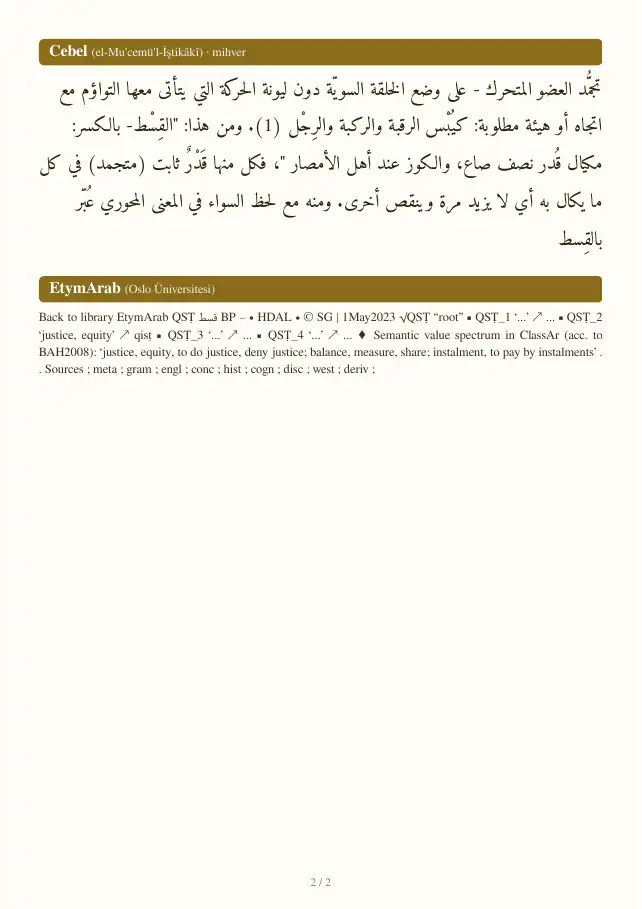 Cebel (el-Mu'cemü'l-İştikâkî) · mihver
تجمُّد العضو المتحرك - على وضع الخلقة السويّة دون ليونة الحركة التي يتأتى معها التواؤم مع
اتجاه أو هيئة مطلوبة: كيُبْس الرقبة والركبة والرِجْل (1). ومن هذا: "القِسْط- بالكسر:
مكيال قُدر نصف صاع، والكوز عند أهل الأمصار "، فكل منها قَدْرٌ ثابت (متجمد) في كل
ما يكال به أي لا يزيد مرة وينقص أخرى. ومنه مع لحظ السواء في المعنى المحوري عُبّر
بالقِسط
EtymArab (Oslo Üniversitesi)
Back to library EtymArab QSṬ قسط BP – • HDAL • © SG | 1May2023 √QSṬ “root” ▪ QSṬ_1 ‘...’ ↗ ... ▪ QSṬ_2
‘justice, equity’ ↗ qisṭ ▪ QSṬ_3 ‘...’ ↗ ... ▪ QSṬ_4 ‘...’ ↗ ... ♦ Semantic value spectrum in ClassAr (acc. to
BAH2008): ‘justice, equity, to do justice, deny justice; balance, measure, share; instalment, to pay by instalments’ .
. Sources ; meta ; gram ; engl ; conc ; hist ; cogn ; disc ; west ; deriv ;
2 / 2